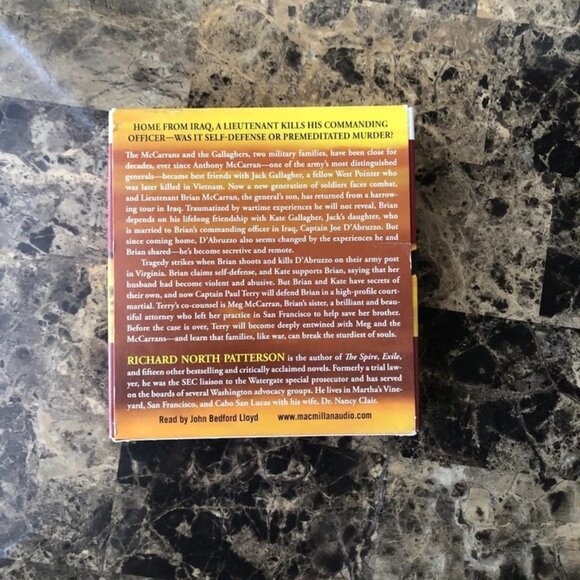 HOME FROM IRAQ, A LIEUTENANT KILLS HIS COMMANDING
OFFICER—WAS IT SELF-DEFENSE OR PREMEDITATED MURDER?
The McCarrans and the Gallaghers, two military families, have been close for
decades, ever since Anthony McCarran—one of the army's most distinguished
generals—became best friends with Jack Gallagher, a fellow West Pointer who
was later killed in Vietnam. Now a new generation of soldiers faces combat,
and Lieutenant Brian McCarran, the general's son, has returned from a harrow-
ing tour in Iraq. Traumatized by wartime experiences he will not reveal, Brian
depends on his lifelong friendship with Kate Gallagher, Jack's daughter, who
is married to Brian's commanding officer in Iraq, Captain Joe D'Abruzzo. But
since coming home, D'Abruzzo also seems changed by the experiences he and
Brian shared—he's become secretive and remote.
Tragedy strikes when Brian shoots and kills D'Abruzzo on their army post
in Virginia. Brian claims self-defense, and Kate supports Brian, saying that her
husband had become violent and abusive. But Brian and Kate have secrets of
their own, and now Captain Paul Terry will defend Brian in a high-profile court-
martial. Terry's co-counsel is Meg McCarran, Brian's sister, a brilliant and beau-
tiful attorney who left her practice in San Francisco to help save her brother.
Before the case is over, Terry will become deeply entwined with Meg and the
McCarrans—and learn that families, like war, can break the sturdiest of souls.
RICHARD NORTH PATTERSON is the author of The Spire, Exile,
and fifteen other bestselling and critically acclaimed novels. Formerly a trial law-
yer, he was the SEC liaison to the Watergate special prosecutor and has served
on the boards of several Washington advocacy groups. He lives in Martha's Vine-
yard, San Francisco, and Cabo San Lucas with his wife, Dr. Nancy Clair.
Read by John Bedford Lloyd www.macmillanaudio.com